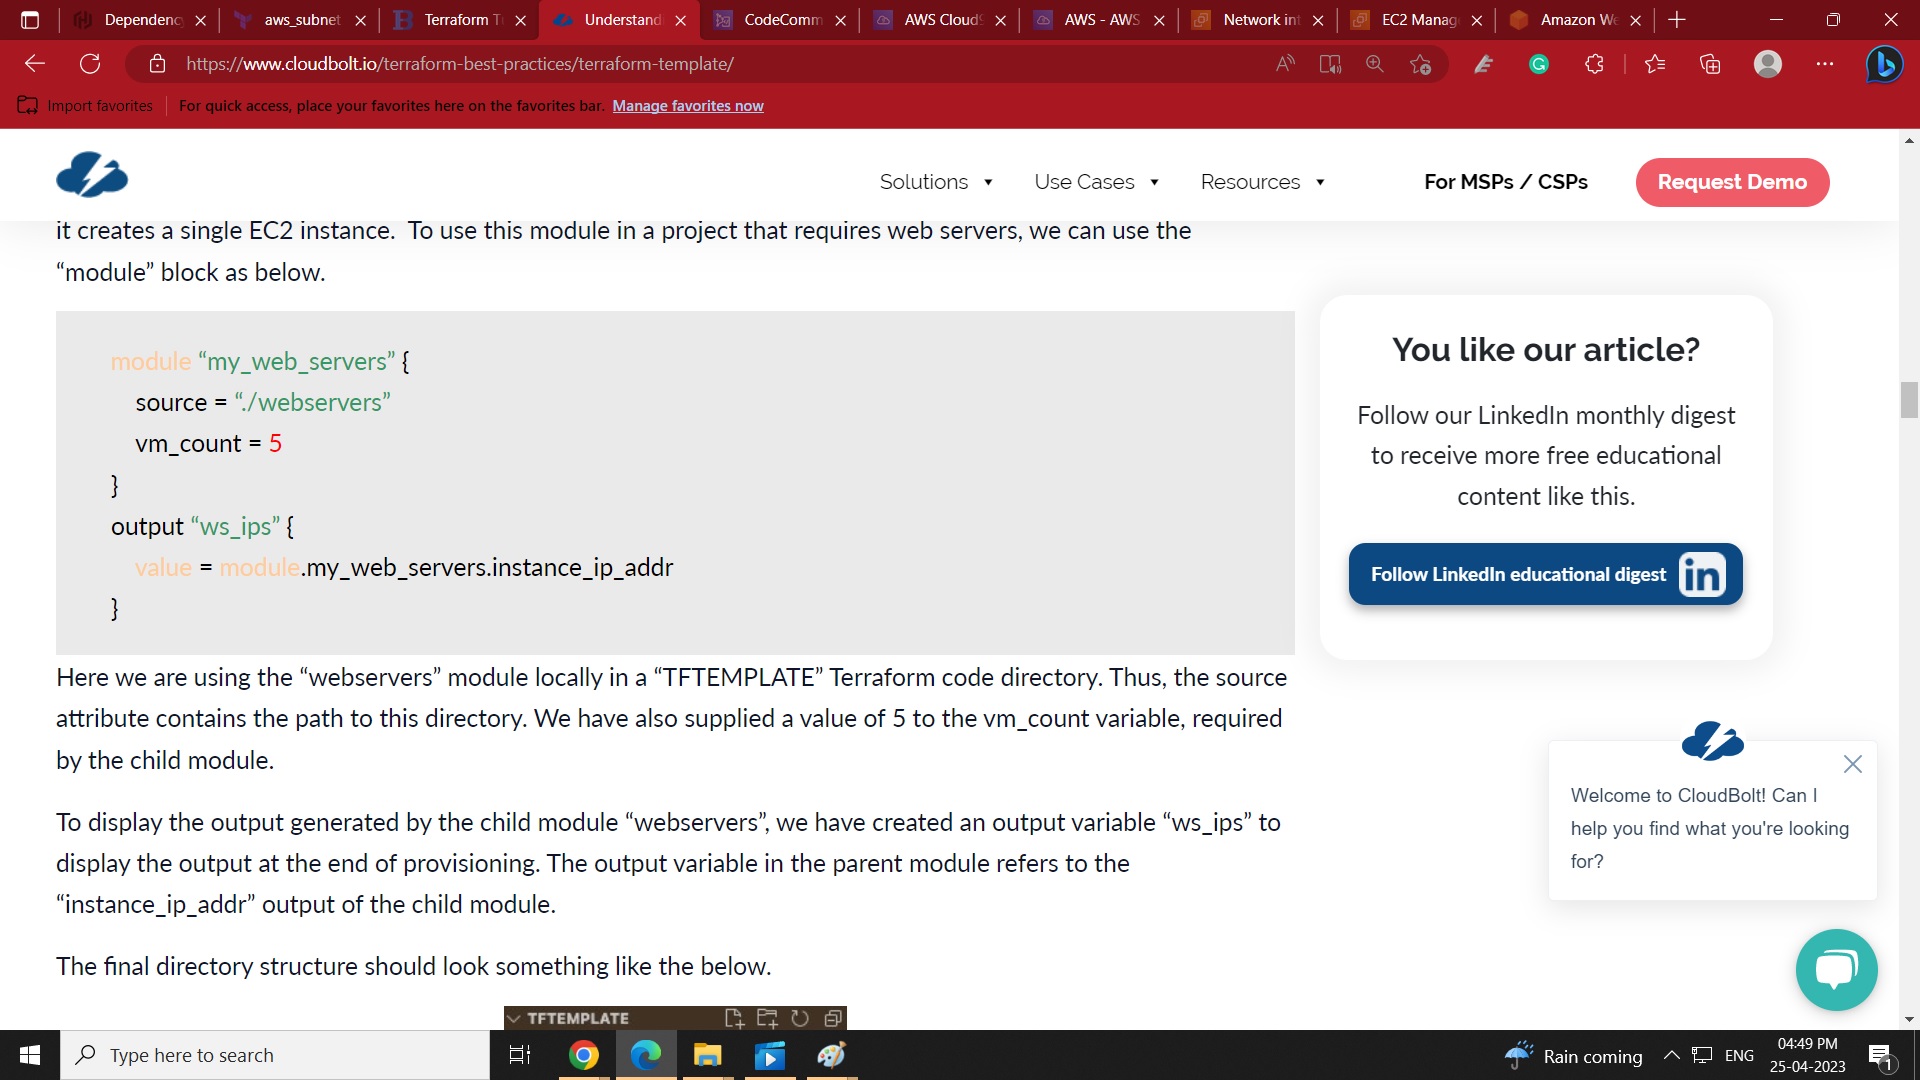 Dependenc
aws_subnet
Terraform T
Understand
CodeComm
AWS Cloud9
AWS - AWS
Network int
EC2 Manag
Amazon We
https://www.cloudbolt.io/terraform-best-practices/terraform-template/
Import favorites
For quick access, place your favorites here on the favorites bar. Manage favorites now
Solutions
Use Cases
Resources
For MSPs / CSPs
Request Demo
it creates a single EC2 instance.  To use this module in a project that requires web servers, we can use the
“module” block as below.
module “my_web_servers” {
source = “./webservers”
vm_count = 5
}
output “ws_ips” {
value = module.my_web_servers.instance_ip_addr
}
Here we are using the “webservers” module locally in a “TFTEMPLATE” Terraform code directory. Thus, the source
attribute contains the path to this directory. We have also supplied a value of 5 to the vm_count variable, required
by the child module.
To display the output generated by the child module “webservers”, we have created an output variable “ws_ips” to
display the output at the end of provisioning. The output variable in the parent module refers to the
“instance_ip_addr” output of the child module.
The final directory structure should look something like the below.
TFTEMPLATE
You like our article?
Follow our LinkedIn monthly digest
to receive more free educational
content like this.
Follow LinkedIn educational digest
in
Welcome to CloudBolt! Can I
help you find what you're looking
for?
Type here to search
Rain coming
ENG
04:49 PM
25-04-2023
1